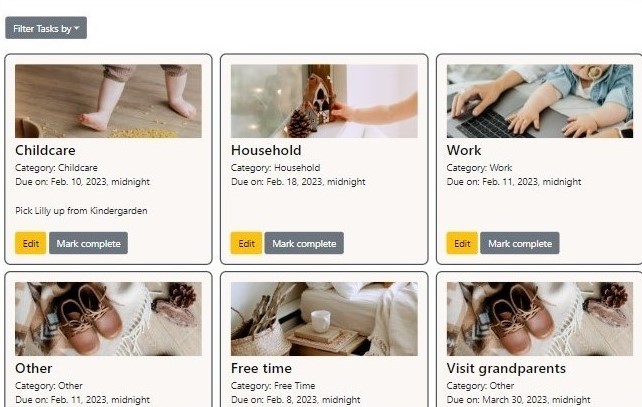 Filter Tasks by
Childcare
Category: Childcare
Due on: Feb. 10, 2023, midnight
Pick Lilly up from Kindergarden
Edit Mark complete
Household
Category: Household
Due on: Feb. 18, 2023, midnight
Edit Mark complete
Work
Category: Work
Due on: Feb. 11, 2023, midnight
Edit Mark complete
Other
Category: Other
Due on: Feb. 11, 2023, midnight
Free time
Category: Free Time
Due on: Feb. 8, 2023, midnight
Visit grandparents
Category: Other
Due on: March 30, 2023, midnight